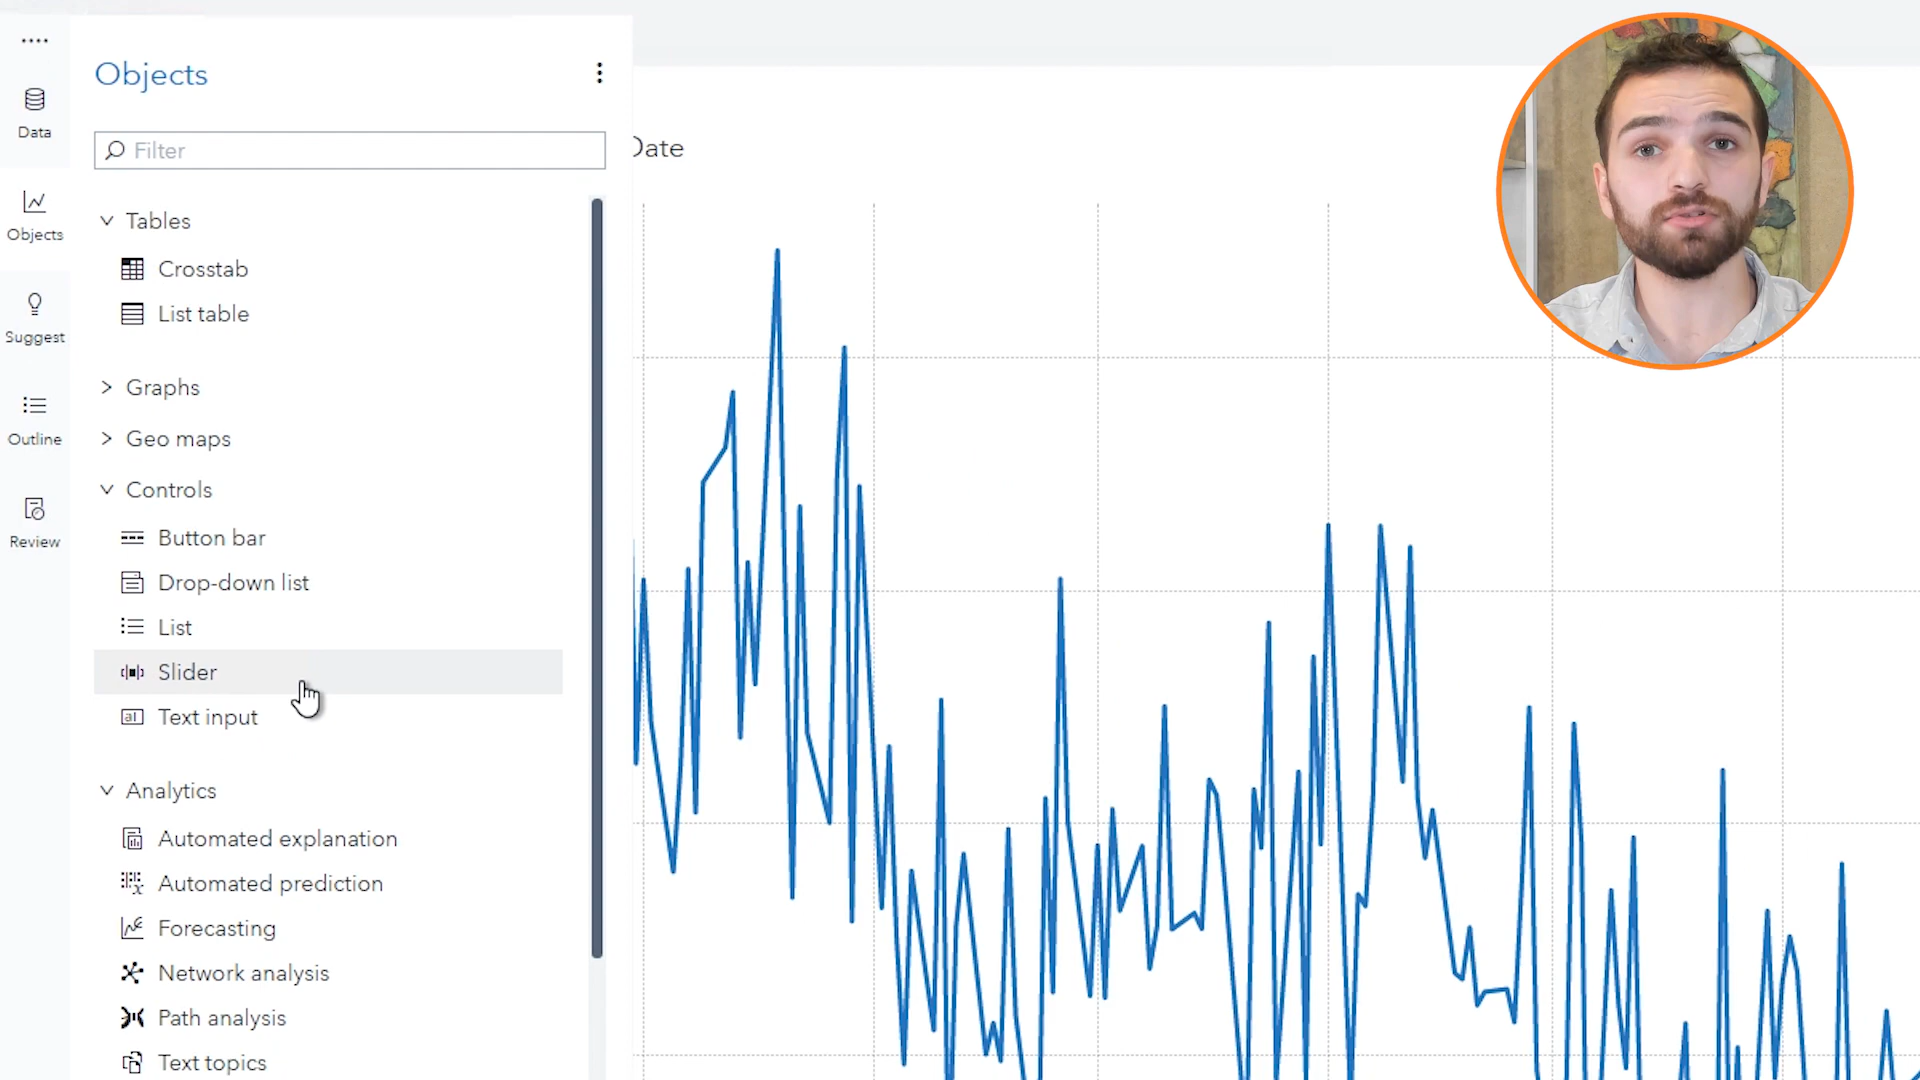 Data
Objects
Suggest
Outline
Review
Objects
Filter
Tables
Crosstab
List table
Graphs
Geo maps
Controls
Button bar
Drop-down list
List
Slider
Text input
Analytics
Automated explanation
Automated prediction
Forecasting
Network analysis
Path analysis
Text topics
Date